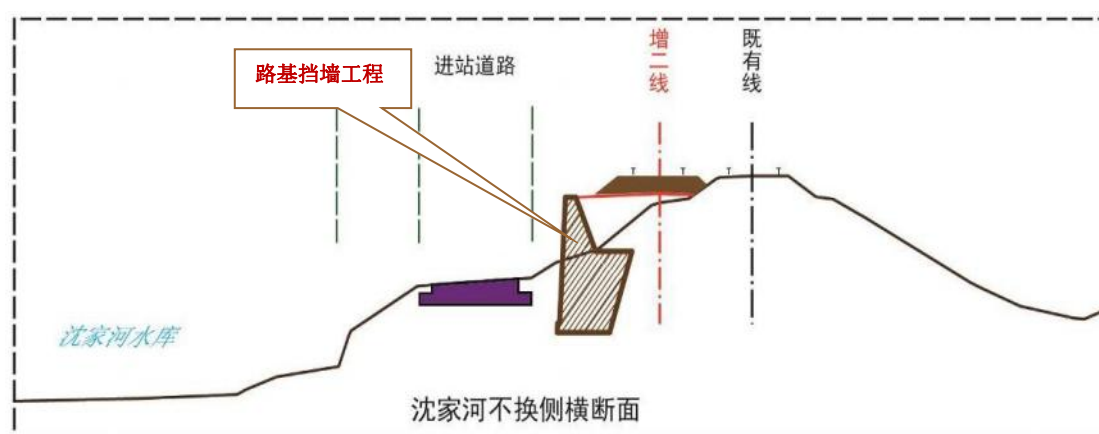 路基挡墙工程
进站道路
增二线
既有线
沈家河水库
沈家河不换侧横断面